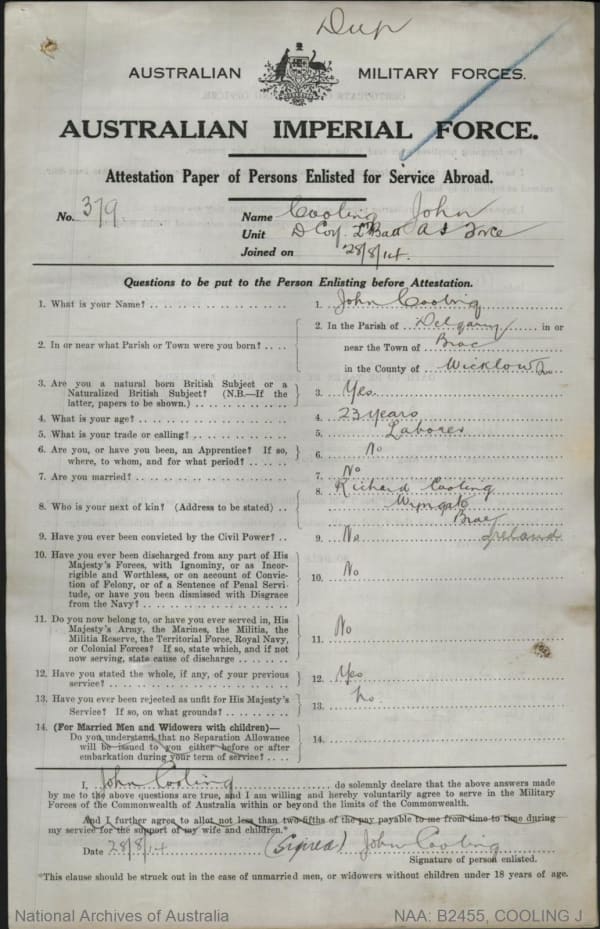 Dup
AUSTRALIAN MILITARY FORCES.
AUSTRALIAN IMPERIAL FORCE.
Attestation Paper of Persons Enlisted for Service Abroad.
No. 379 Name Cooling John
Unit D Coy. Batt A I Force
Joined on 28/8/14.
Questions to be put to the Person Enlisting before Attestation.
1. What is your Name? 1. John Cooling
2. In or near what Parish or Town were you born? 2. In the Parish of Delgany in or
near the Town of Brae
in the County of Wicklow
3. Are you a natural born British Subject or a
Naturalized British Subject? (N.B.—If the
latter, papers to be shown.) 3. Yes.
4. What is your age? 4. 23 years
5. What is your trade or calling? 5. Laborer
6. Are you, or have you been, an Apprentice? If so,
where, to whom, and for what period? 6. No
7. Are you married? 7. No
8. Who is your next of kin? (Address to be stated) 8. Richard Cooling
Brae
Ireland
9. Have you ever been convicted by the Civil Power? 9. No
10. Have you ever been discharged from any part of His
Majesty's Forces, with Ignominy, or as Incor-
rigible and Worthless, or on account of Convic-
tion of Felony, or of a Sentence of Penal Servi-
tude, or have you been dismissed with Disgrace
from the Navy? 10. No
11. Do you now belong to, or have you ever served in, His
Majesty's Army, the Marines, the Militia, the
Militia Reserve, the Territorial Force, Royal Navy,
or Colonial Forces? If so, state which, and if not
now serving, state cause of discharge 11. No
12. Have you stated the whole, if any, of your previous
service? 12. Yes
13. Have you ever been rejected as unfit for His Majesty's
Service? If so, on what grounds? 13. No.
14. (For Married Men and Widowers with children)—
Do you understand that no Separation Allowance
will be issued to you either before or after
embarkation during your term of service? 14.
I, John Cooling do solemnly declare that the above answers made
by me to the above questions are true, and I am willing and hereby voluntarily agree to serve in the Military
Forces of the Commonwealth of Australia within or beyond the limits of the Commonwealth.
And I further agree to allot not less than two-fifths of the pay payable to me from time to time during
my service for the support of my wife and children.*
Date 28/8/14 (Signed) John Cooling
Signature of person enlisted.
*This clause should be struck out in the case of unmarried men, or widowers without children under 18 years of age.
National Archives of Australia NAA: B2455, COOLING J